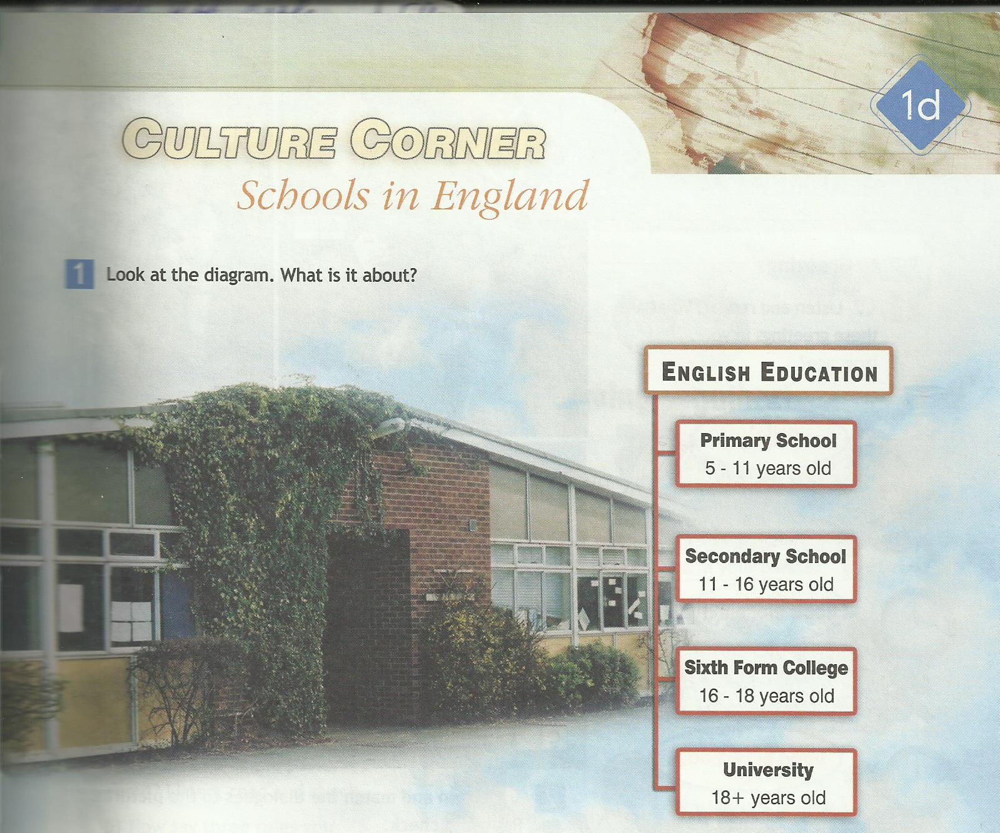 1d
CULTURE CORNER
Schools in England
1 Look at the diagram. What is it about?
ENGLISH EDUCATION
Primary School
5 - 11 years old
Secondary School
11 - 16 years old
Sixth Form College
16 - 18 years old
University
18+ years old